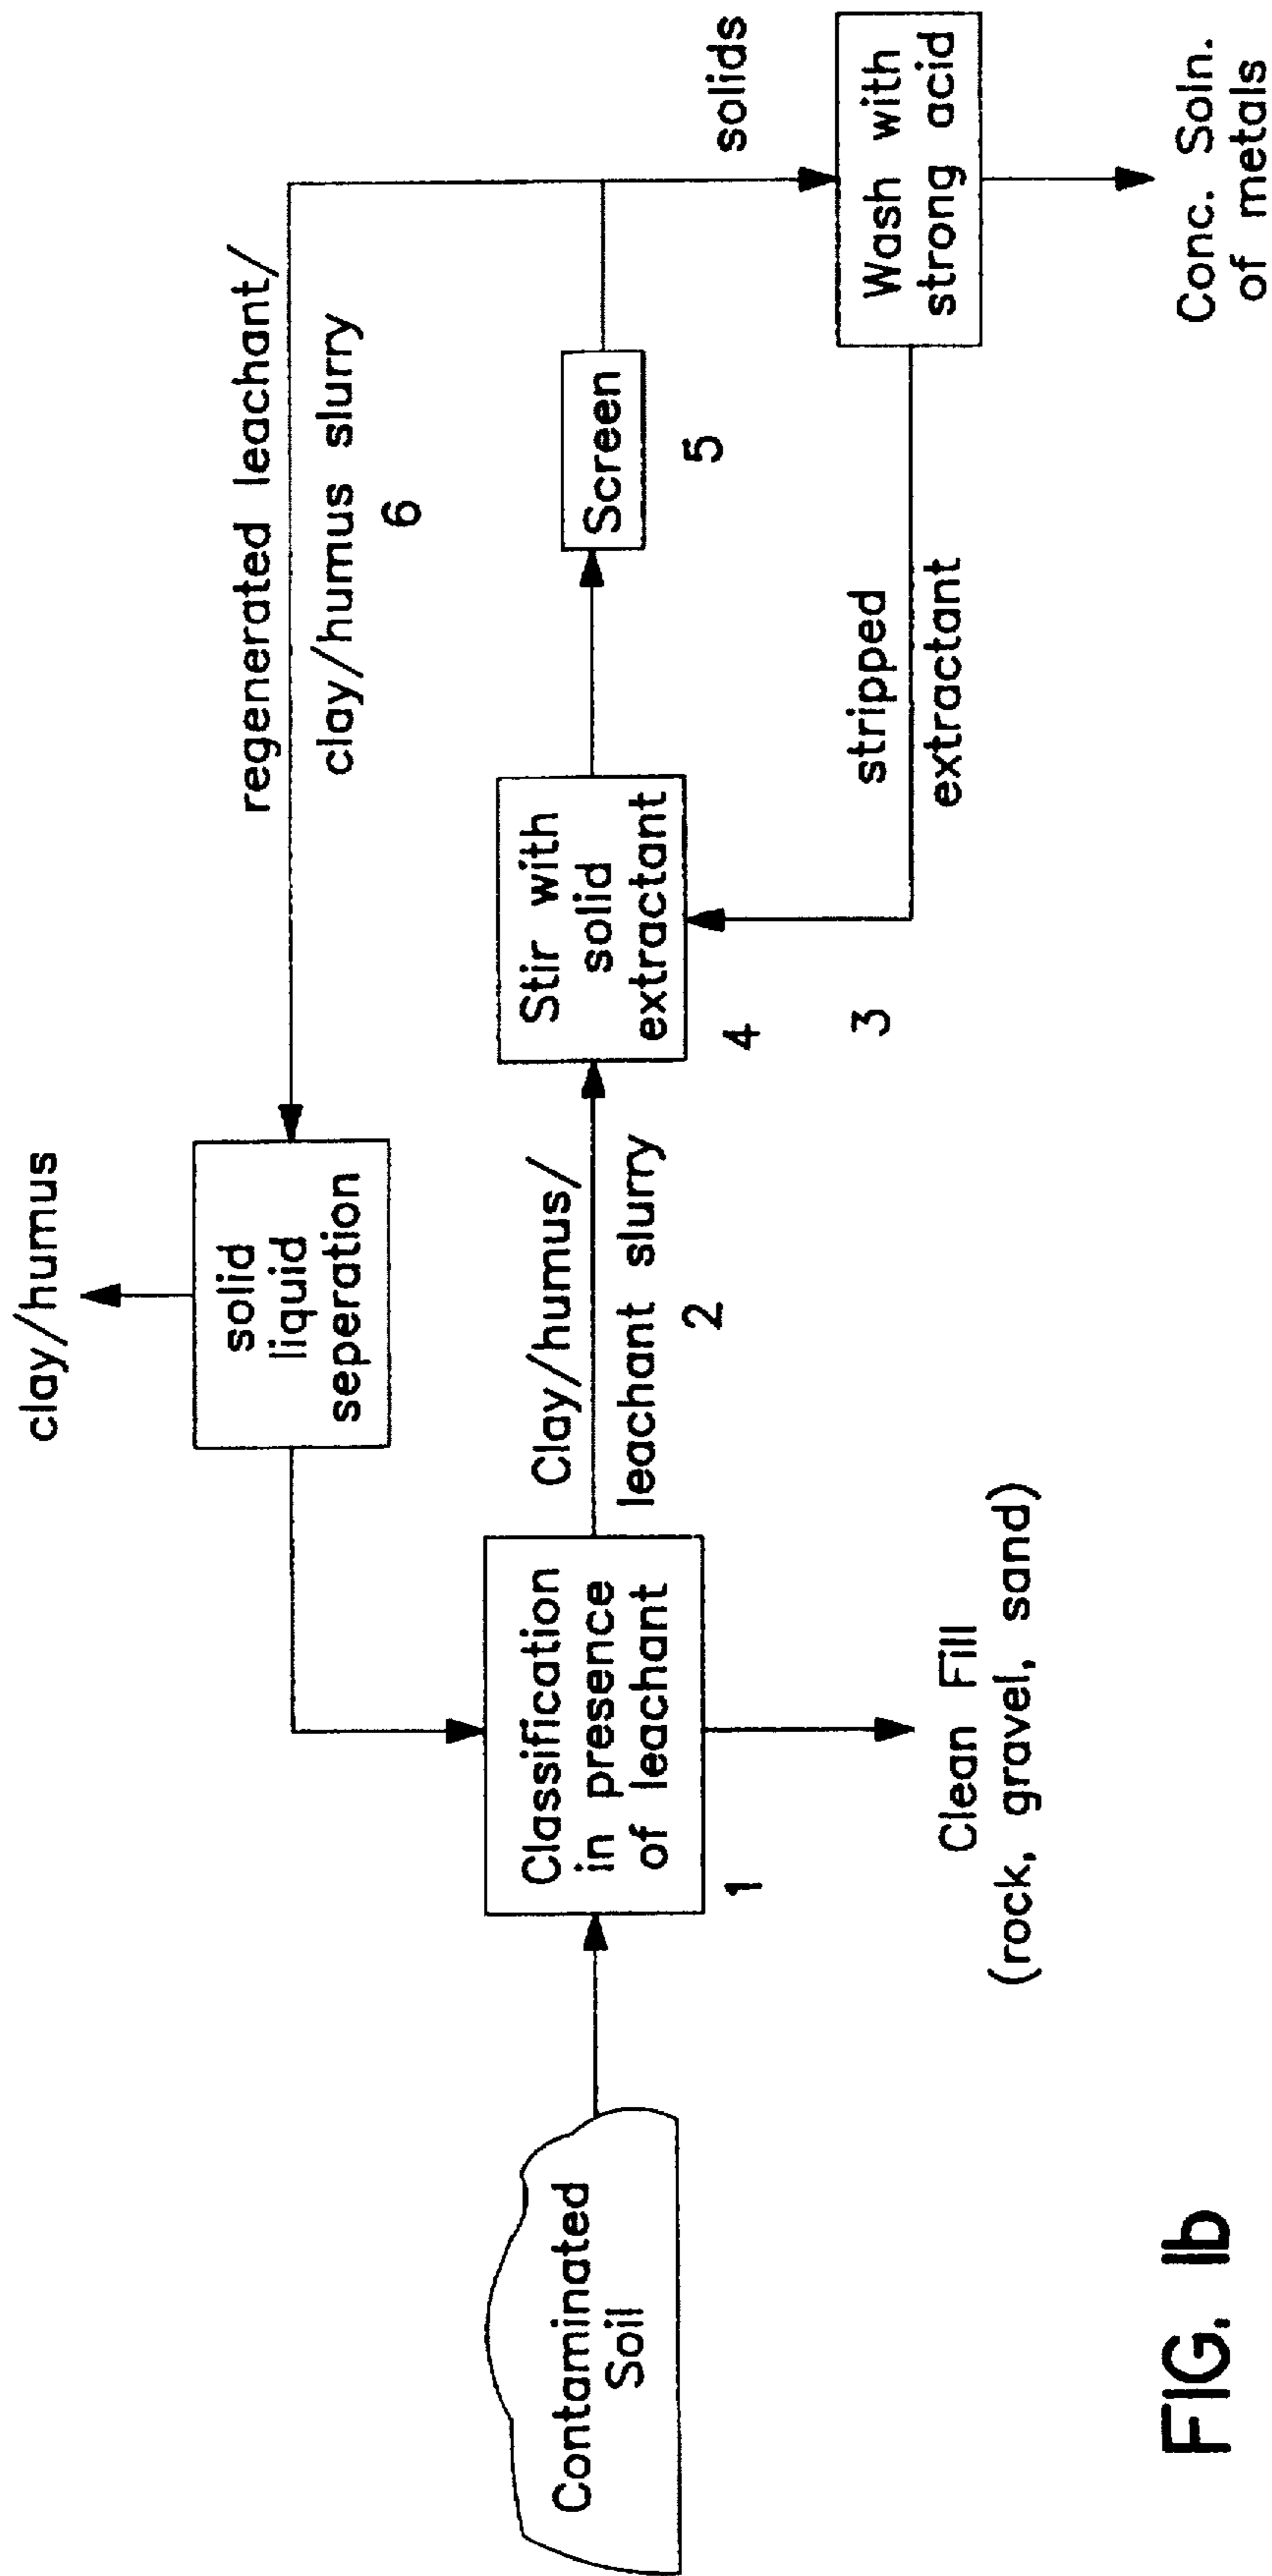 clay/humus
solid
liquid
seperation
regenerated leachant/
clay/humus slurry
6
Contaminated
Soil
Classification
in presence
of leachant
1
Clay/humus/
leachant slurry
2
Stir with
solid
extractant
4
3
Screen
5
solids
stripped
extractant
Wash with
strong acid
Clean Fill
(rock, gravel, sand)
Conc. Soln.
of metals
FIG. 1b